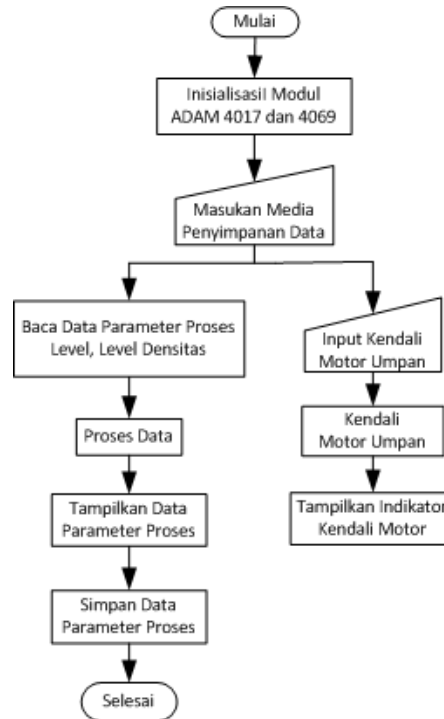 Mulai
Inisialisasil Modul
ADAM 4017 dan 4069
Masukan Media
Penyimpanan Data
Baca Data Parameter Proses
Level, Level Densitas
Proses Data
Tampilkan Data
Parameter Proses
Simpan Data
Parameter Proses
Selesai
Input Kendali
Motor Umpan
Kendali
Motor Umpan
Tampilkan Indikator
Kendali Motor